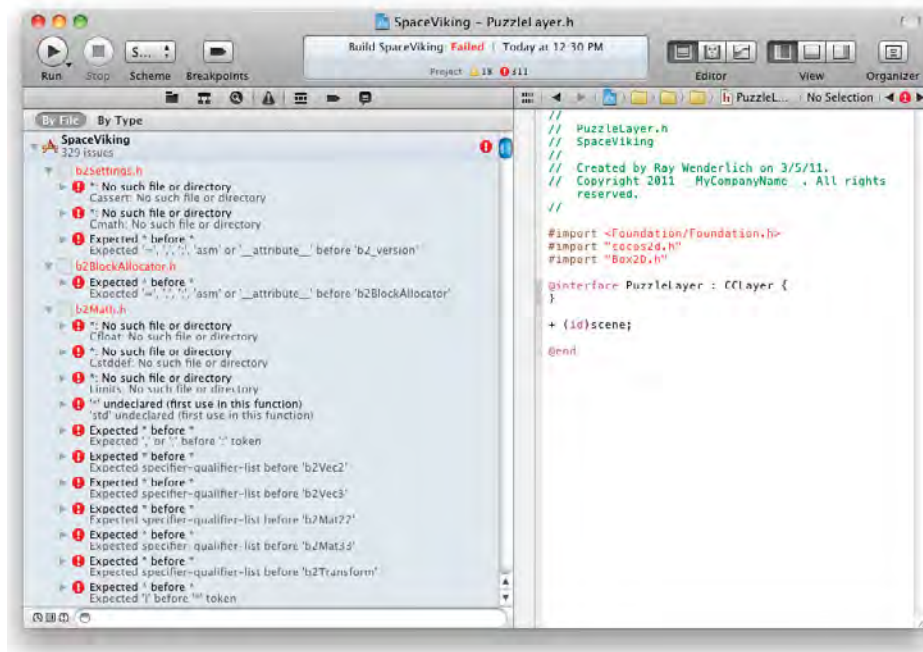 SpaceViking – PuzzleLayer.h
Build SpaceViking: Failed | Today at 12:30 PM
Project 18 311
S...
Run Stop Scheme Breakpoints Editor View Organizer
PuzzleL... No Selection
By File By Type
SpaceViking
329 issues
b2Settings.h
*: No such file or directory
Cassert: No such file or directory
*: No such file or directory
Cmath: No such file or directory
Expected * before *
Expected '=', ',', ';', 'asm' or '__attribute__' before 'b2_version'
b2BlockAllocator.h
Expected * before *
Expected '=', ',', ';', 'asm' or '__attribute__' before 'b2BlockAllocator'
b2Math.h
*: No such file or directory
Cfloat: No such file or directory
*: No such file or directory
Cstddef: No such file or directory
*: No such file or directory
Limits: No such file or directory
'*' undeclared (first use in this function)
'std' undeclared (first use in this function)
Expected * before *
Expected ',' or ';' before ':' token
Expected * before *
Expected specifier-qualifier-list before 'b2Vec2'
Expected * before *
Expected specifier-qualifier-list before 'b2Vec3'
Expected * before *
Expected specifier-qualifier-list before 'b2Mat22'
Expected * before *
Expected specifier-qualifier-list before 'b2Mat33'
Expected * before *
Expected specifier-qualifier-list before 'b2Transform'
Expected * before *
Expected ')' before '*' token
//
// PuzzleLayer.h
// SpaceViking
//
// Created by Ray Wenderlich on 3/5/11.
// Copyright 2011 __MyCompanyName__. All rights
reserved.
//
#import <Foundation/Foundation.h>
#import "cocos2d.h"
#import "Box2D.h"
@interface PuzzleLayer : CCLayer {
}
+ (id)scene;
@end